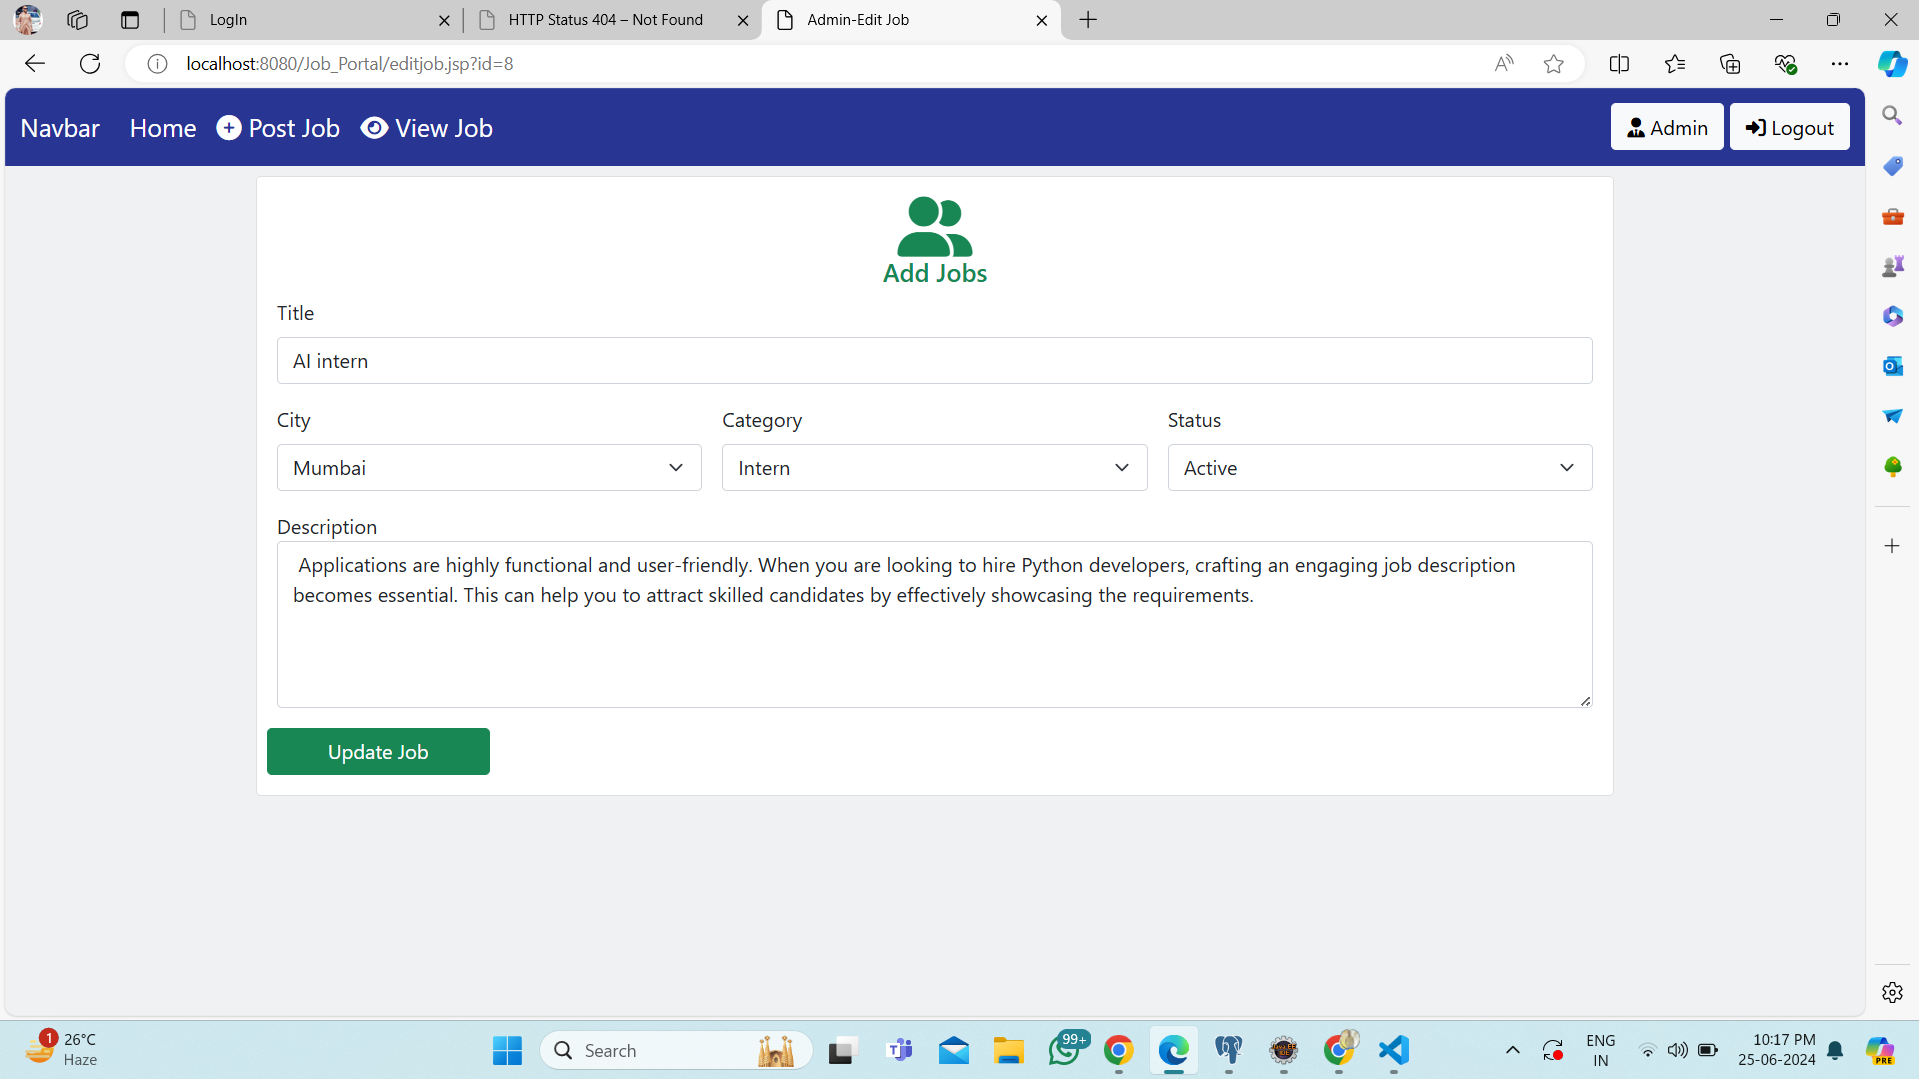 LogIn
HTTP Status 404 – Not Found
Admin-Edit Job
localhost:8080/Job_Portal/editjob.jsp?id=8
Navbar Home Post Job View Job Admin Logout
Add Jobs
Title
AI intern
City Category Status
Mumbai Intern Active
Description
Applications are highly functional and user-friendly. When you are looking to hire Python developers, crafting an engaging job description
becomes essential. This can help you to attract skilled candidates by effectively showcasing the requirements.
Update Job
1
26°C
Haze
Search
99+
ENG
IN
10:17 PM
25-06-2024
PRE